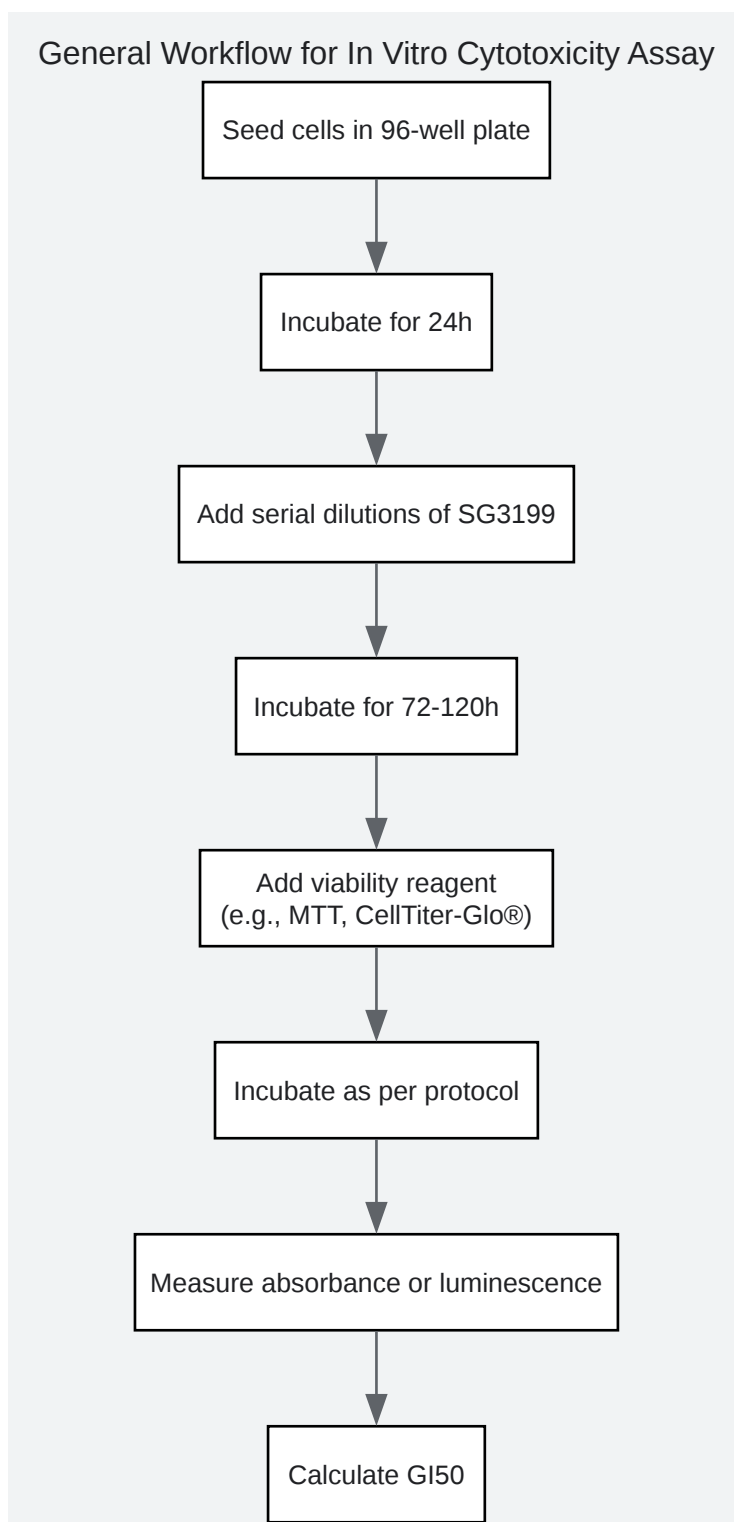 General Workflow for In Vitro Cytotoxicity Assay
Seed cells in 96-well plate
Incubate for 24h
Add serial dilutions of SG3199
Incubate for 72-120h
Add viability reagent
(e.g., MTT, CellTiter-Glo®)
Incubate as per protocol
Measure absorbance or luminescence
Calculate GI50